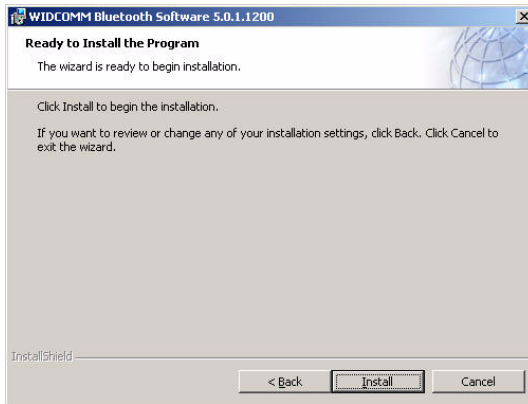 WIDCOMM Bluetooth Software 5.0.1.1200
Ready to Install the Program
The wizard is ready to begin installation.
Click Install to begin the installation.
If you want to review or change any of your installation settings, click Back. Click Cancel to
exit the wizard.
InstallShield
< Back
Install
Cancel